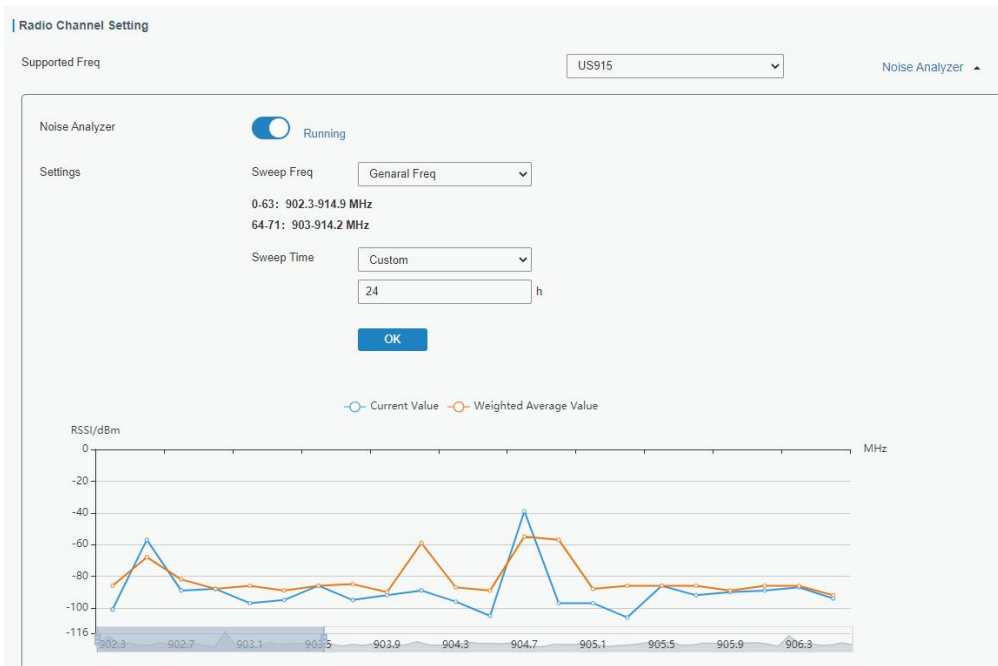 Radio Channel Setting
Supported Freq US915 Noise Analyzer
Noise Analyzer Running
Settings Sweep Freq Genaral Freq
0-63: 902.3-914.9 MHz
64-71: 903-914.2 MHz
Sweep Time Custom
24 h
OK
Current Value Weighted Average Value
RSSI/dBm
0 MHz
-20
-40
-60
-80
-100
-116
902.3 902.7 903.1 903.5 903.9 904.3 904.7 905.1 905.5 905.9 906.3